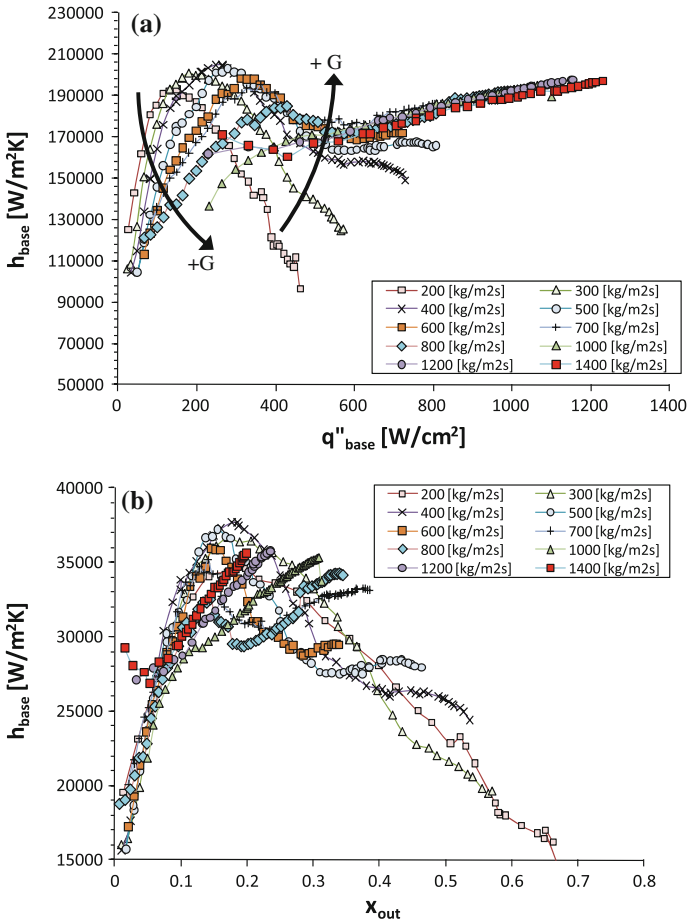 (a)
+ G
+G
230000
210000
190000
170000
150000
130000
110000
90000
70000
50000
h_base [W/m²K]
200 [kg/m2s] 300 [kg/m2s]
400 [kg/m2s] 500 [kg/m2s]
600 [kg/m2s] 700 [kg/m2s]
800 [kg/m2s] 1000 [kg/m2s]
1200 [kg/m2s] 1400 [kg/m2s]
0 200 400 600 800 1000 1200 1400
q"_base [W/cm²]
(b)
40000
35000
30000
25000
20000
15000
h_base [W/m²K]
200 [kg/m2s] 300 [kg/m2s]
400 [kg/m2s] 500 [kg/m2s]
600 [kg/m2s] 700 [kg/m2s]
800 [kg/m2s] 1000 [kg/m2s]
1200 [kg/m2s] 1400 [kg/m2s]
0 0.1 0.2 0.3 0.4 0.5 0.6 0.7 0.8
x_out